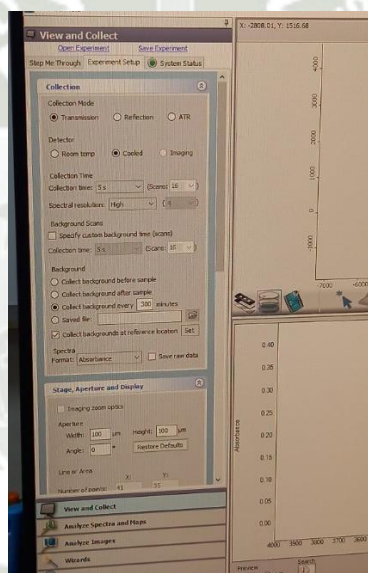 View and Collect
Open Experiment Save Experiment
Step Me Through Experiment Setup System Status
Collection
Collection Mode
Transmission Reflection ATR
Detector
Room temp Cooled Imaging
Collection Time
Collection time: 5 s (Scans: 16 )
Spectral resolution: High ( 4 )
Background Scans
Specify custom background time (scans)
Collection time: 5 s (Scans: 16 )
Background
Collect background before sample
Collect background after sample
Collect background every 300 minutes
Saved file:
Collect backgrounds at reference location Set
Spectra
Format: Absorbance Save raw data
Stage, Aperture and Display
Imaging zoom optics
Aperture
Width: 100 µm Height: 100 µm
Angle: 0 ° Restore Defaults
Line or Area
X: Y:
Number of points: 41 55
View and Collect
Analyze Spectra and Maps
Analyze Images
Wizards
X: -2808.01, Y: 1516.68
4000
3000
2000
1000
0
-1000
-7000 -6000
0.40
0.35
0.30
0.25
0.20
0.15
0.10
0.05
0.00
Absorbance
4000 3900 3800 3700 3600
Preview Search